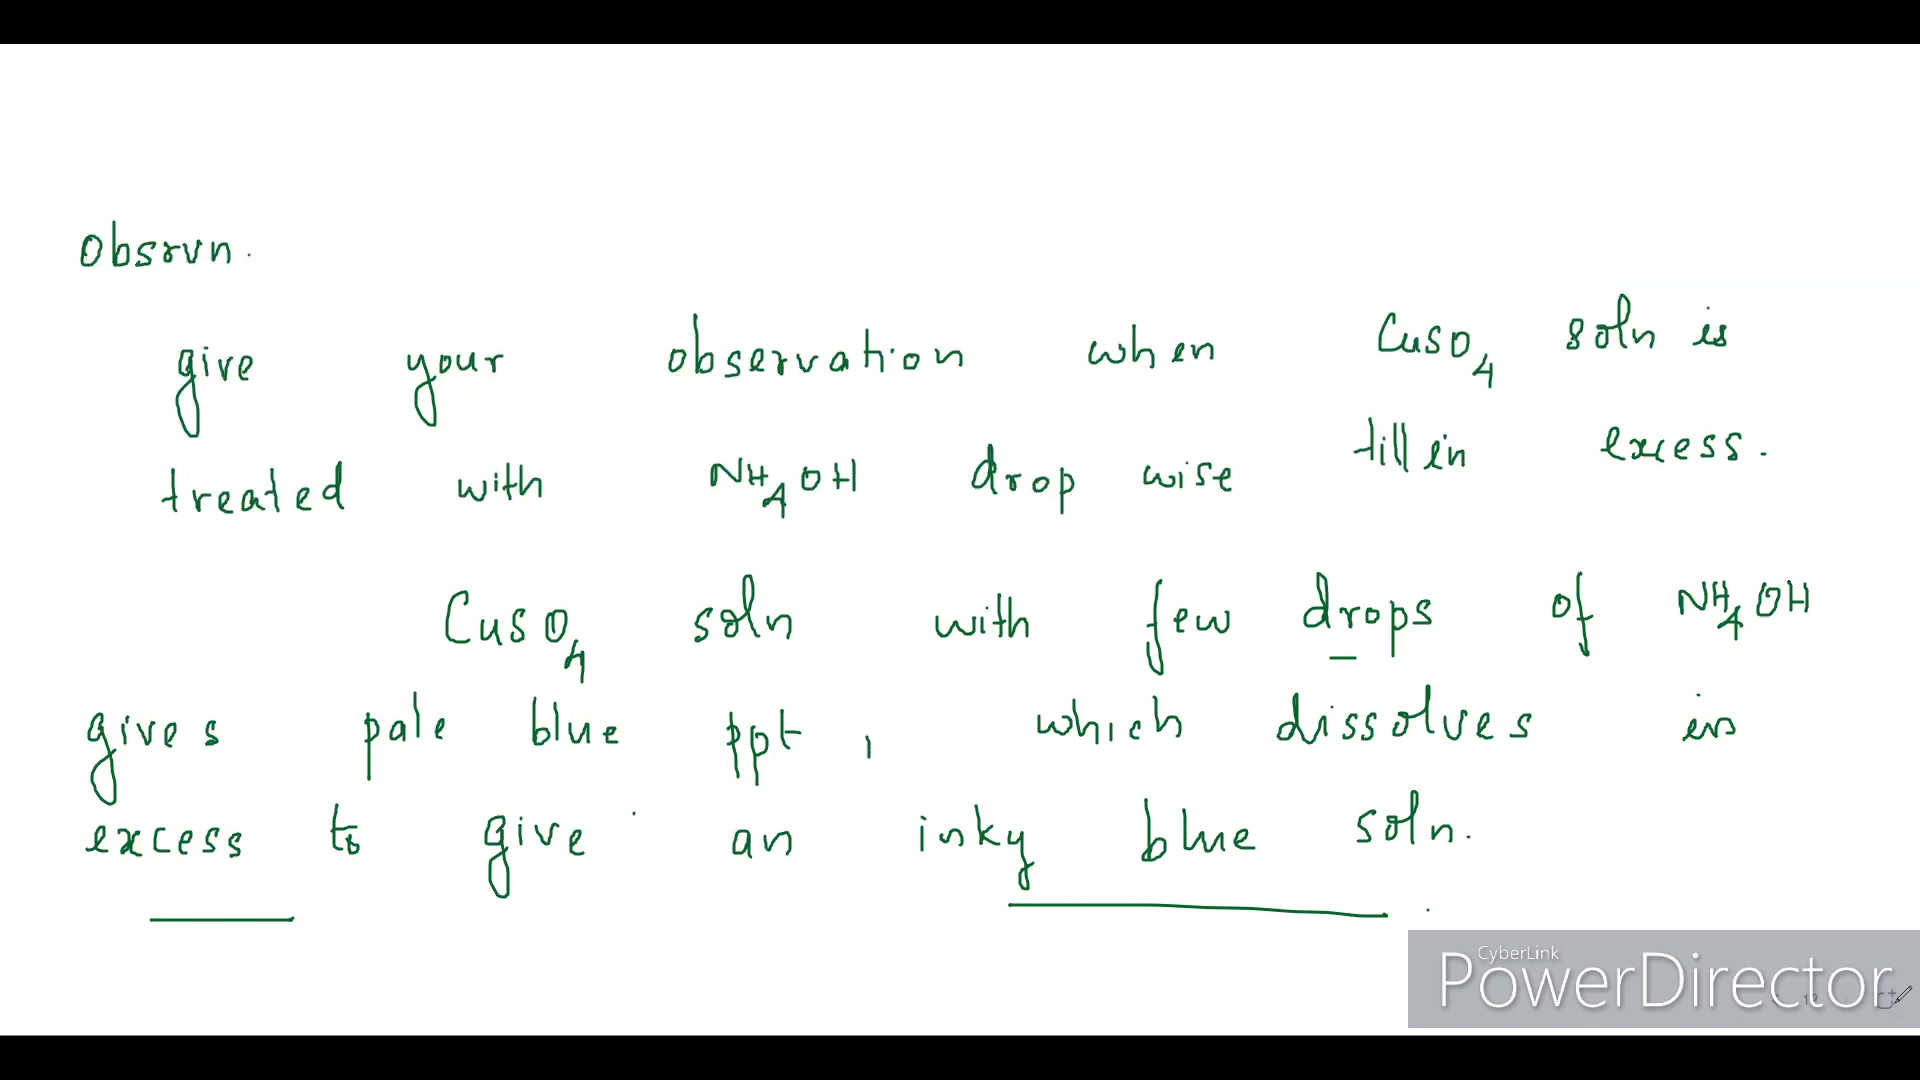 Obsrvn.
give your observation when CuSO4 soln is
treated with NH4OH drop wise till in excess.
CuSO4 soln with few drops of NH4OH
gives pale blue ppt, which dissolves in
excess to give an inky blue soln.
CyberLink
PowerDirector